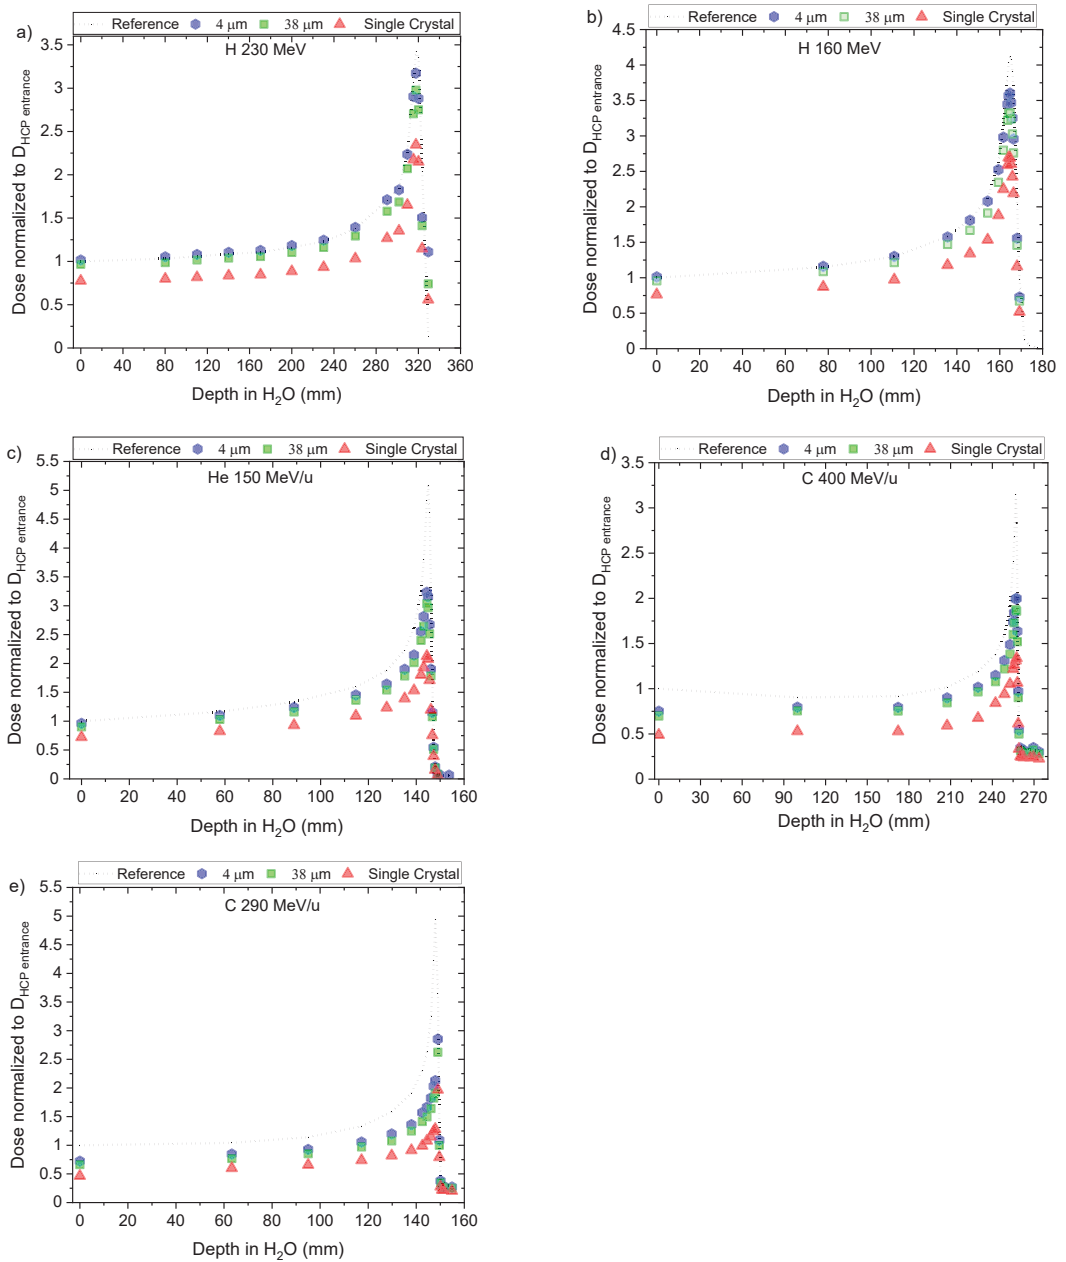 a)
Reference 4 μm 38 μm Single Crystal
H 230 MeV
Dose normalized to D_HCP entrance
3.5
3
2.5
2
1.5
1
0.5
0
0 40 80 120 160 200 240 280 320 360
Depth in H₂O (mm)
b)
Reference 4 μm 38 μm Single Crystal
H 160 MeV
Dose normalized to D_HCP entrance
4.5
4
3.5
3
2.5
2
1.5
1
0.5
0
0 20 40 60 80 100 120 140 160 180
Depth in H₂O (mm)
c)
Reference 4 μm 38 μm Single Crystal
He 150 MeV/u
Dose normalized to D_HCP entrance
5.5
5
4.5
4
3.5
3
2.5
2
1.5
1
0.5
0
0 20 40 60 80 100 120 140 160
Depth in H₂O (mm)
d)
Reference 4 μm 38 μm Single Crystal
C 400 MeV/u
Dose normalized to D_HCP entrance
3.5
3
2.5
2
1.5
1
0.5
0
0 30 60 90 120 150 180 210 240 270
Depth in H₂O (mm)
e)
Reference 4 μm 38 μm Single Crystal
C 290 MeV/u
Dose normalized to D_HCP entrance
5.5
5
4.5
4
3.5
3
2.5
2
1.5
1
0.5
0
0 20 40 60 80 100 120 140 160
Depth in H₂O (mm)